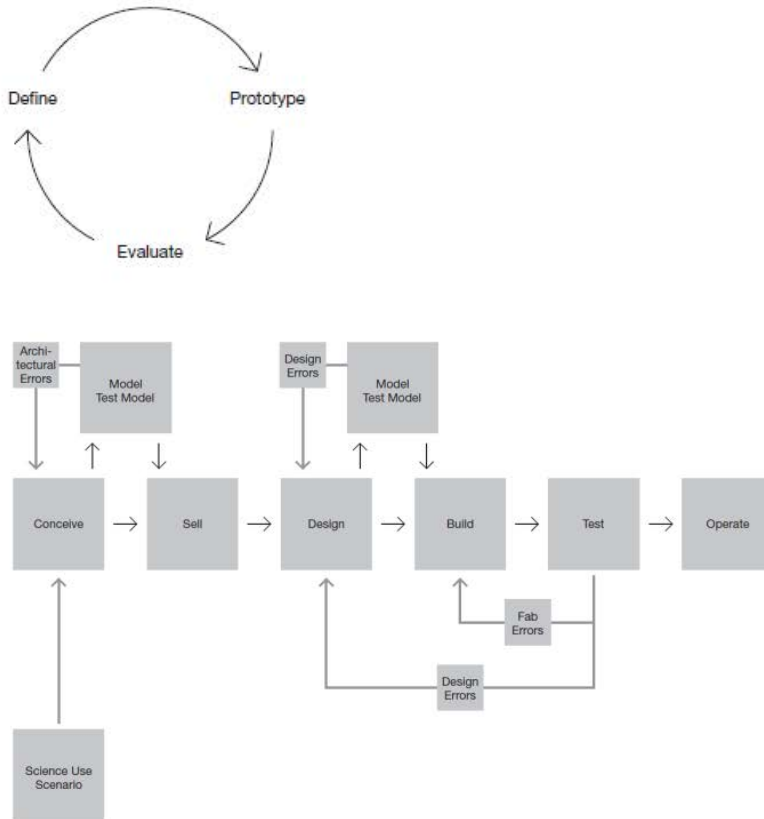 Define
Prototype
Evaluate
Archi-
tectural
Errors
Model
Test Model
Design
Errors
Model
Test Model
Conceive
Sell
Design
Build
Test
Operate
Fab
Errors
Design
Errors
Science Use
Scenario